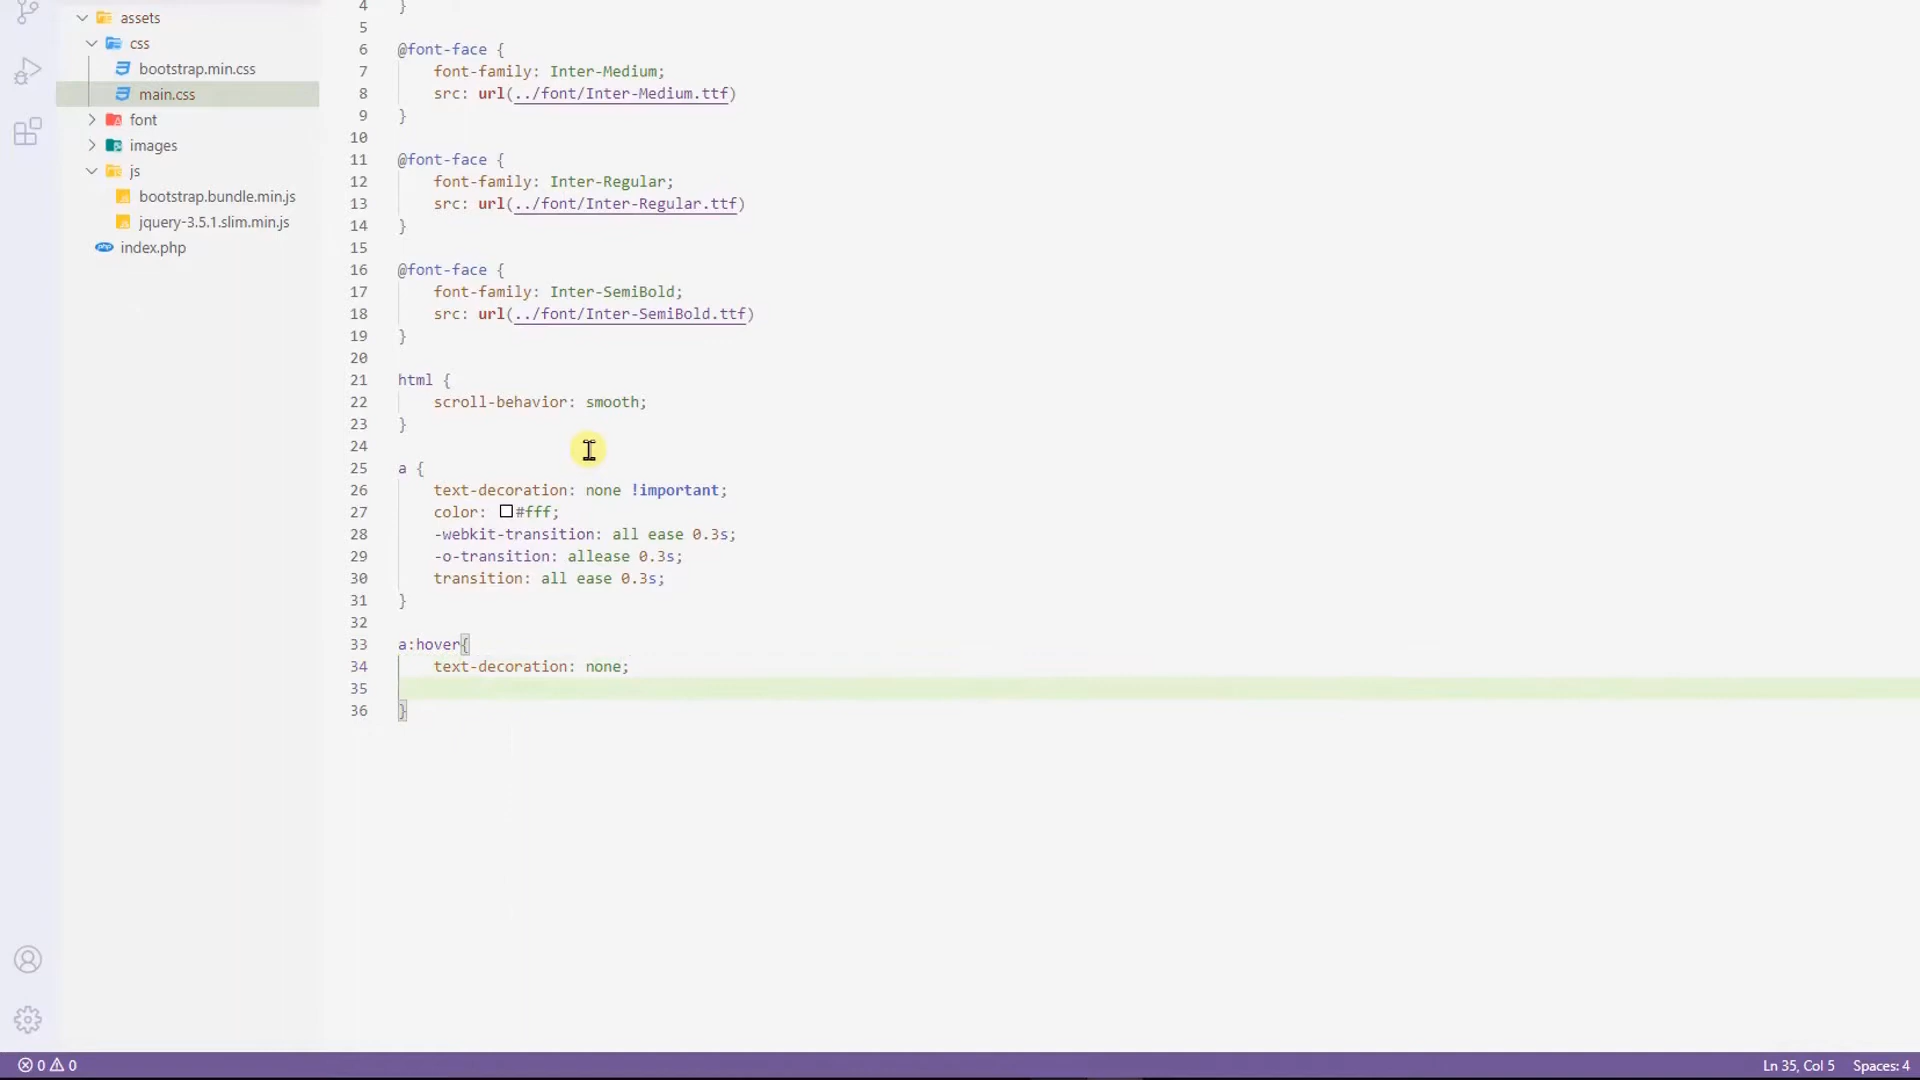 assets
css
bootstrap.min.css
main.css
font
images
js
bootstrap.bundle.min.js
jquery-3.5.1.slim.min.js
index.php
4 }
5
6 @font-face {
7 font-family: Inter-Medium;
8 src: url(../font/Inter-Medium.ttf)
9 }
10
11 @font-face {
12 font-family: Inter-Regular;
13 src: url(../font/Inter-Regular.ttf)
14 }
15
16 @font-face {
17 font-family: Inter-SemiBold;
18 src: url(../font/Inter-SemiBold.ttf)
19 }
20
21 html {
22 scroll-behavior: smooth;
23 }
24
25 a {
26 text-decoration: none !important;
27 color: #fff;
28 -webkit-transition: all ease 0.3s;
29 -o-transition: allease 0.3s;
30 transition: all ease 0.3s;
31 }
32
33 a:hover{
34 text-decoration: none;
35
36 }
0 0
Ln 35, Col 5 Spaces: 4